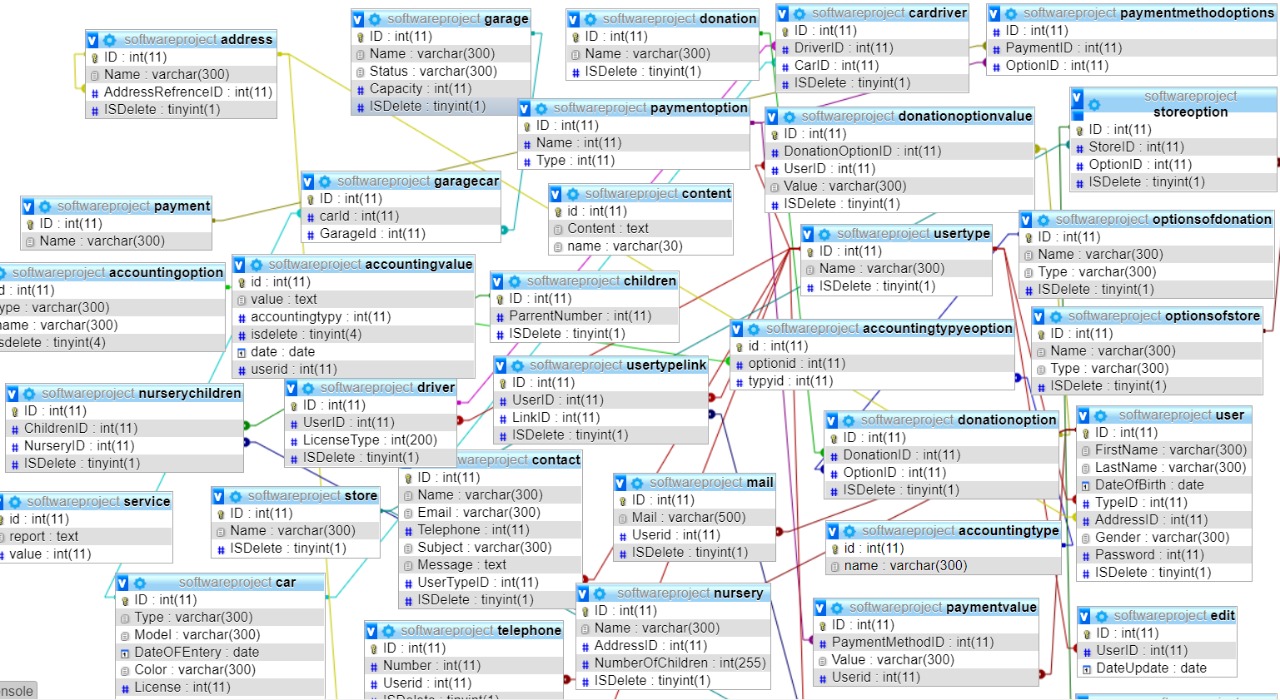 softwareproject address
ID : int(11)
Name : varchar(300)
AddressRefrenceID : int(11)
ISDelete : tinyint(1)
softwareproject garage
ID : int(11)
Name : varchar(300)
Status : varchar(300)
Capacity : int(11)
ISDelete : tinyint(1)
softwareproject donation
ID : int(11)
Name : varchar(300)
ISDelete : tinyint(1)
softwareproject cardriver
ID : int(11)
DriverID : int(11)
CarID : int(11)
ISDelete : tinyint(1)
softwareproject paymentmethodoptions
ID : int(11)
PaymentID : int(11)
OptionID : int(11)
softwareproject paymentoption
ID : int(11)
Name : int(11)
Type : int(11)
softwareproject donationoptionvalue
ID : int(11)
DonationOptionID : int(11)
UserID : int(11)
Value : varchar(300)
ISDelete : tinyint(1)
softwareproject
storeoption
ID : int(11)
StoreID : int(11)
OptionID : int(11)
ISDelete : tinyint(1)
softwareproject payment
ID : int(11)
Name : varchar(300)
softwareproject garagecar
ID : int(11)
carId : int(11)
GarageId : int(11)
softwareproject content
id : int(11)
Content : text
name : varchar(30)
softwareproject usertype
ID : int(11)
Name : varchar(300)
ISDelete : tinyint(1)
softwareproject optionsofdonation
ID : int(11)
Name : varchar(300)
Type : varchar(300)
ISDelete : tinyint(1)
softwareproject accountingoption
d : int(11)
ype : varchar(300)
ame : varchar(300)
sdelete : tinyint(4)
softwareproject accountingvalue
id : int(11)
value : text
accountingtypy : int(11)
isdelete : tinyint(4)
date : date
userid : int(11)
softwareproject children
ID : int(11)
ParrentNumber : int(11)
ISDelete : tinyint(1)
softwareproject accountingtypyeoption
id : int(11)
optionid : int(11)
typyid : int(11)
softwareproject optionsofstore
ID : int(11)
Name : varchar(300)
Type : varchar(300)
ISDelete : tinyint(1)
softwareproject nurserychildren
ID : int(11)
ChildrenID : int(11)
NurseryID : int(11)
ISDelete : tinyint(1)
softwareproject driver
ID : int(11)
UserID : int(11)
LicenseType : int(200)
ISDelete : tinyint(1)
softwareproject usertypelink
ID : int(11)
UserID : int(11)
LinkID : int(11)
ISDelete : tinyint(1)
softwareproject donationoption
ID : int(11)
DonationID : int(11)
OptionID : int(11)
ISDelete : tinyint(1)
softwareproject user
ID : int(11)
FirstName : varchar(300)
LastName : varchar(300)
DateOfBirth : date
TypeID : int(11)
AddressID : int(11)
Gender : varchar(300)
Password : int(11)
ISDelete : tinyint(1)
softwareproject service
id : int(11)
report : text
value : int(11)
softwareproject store
ID : int(11)
Name : varchar(300)
ISDelete : tinyint(1)
wareproject contact
ID : int(11)
Name : varchar(300)
Email : varchar(300)
Telephone : int(11)
Subject : varchar(300)
Message : text
UserTypeID : int(11)
ISDelete : tinyint(1)
softwareproject mail
ID : int(11)
Mail : varchar(500)
Userid : int(11)
ISDelete : tinyint(1)
softwareproject accountingtype
id : int(11)
name : varchar(300)
softwareproject car
ID : int(11)
Type : varchar(300)
Model : varchar(300)
DateOFEntery : date
Color : varchar(300)
License : int(11)
softwareproject telephone
ID : int(11)
Number : int(11)
Userid : int(11)
ISDelete : tinyint(1)
softwareproject nursery
ID : int(11)
Name : varchar(300)
AddressID : int(11)
NumberOfChildren : int(255)
ISDelete : tinyint(1)
softwareproject paymentvalue
ID : int(11)
PaymentMethodID : int(11)
Value : varchar(300)
Userid : int(11)
softwareproject edit
ID : int(11)
UserID : int(11)
DateUpdate : date
nsole